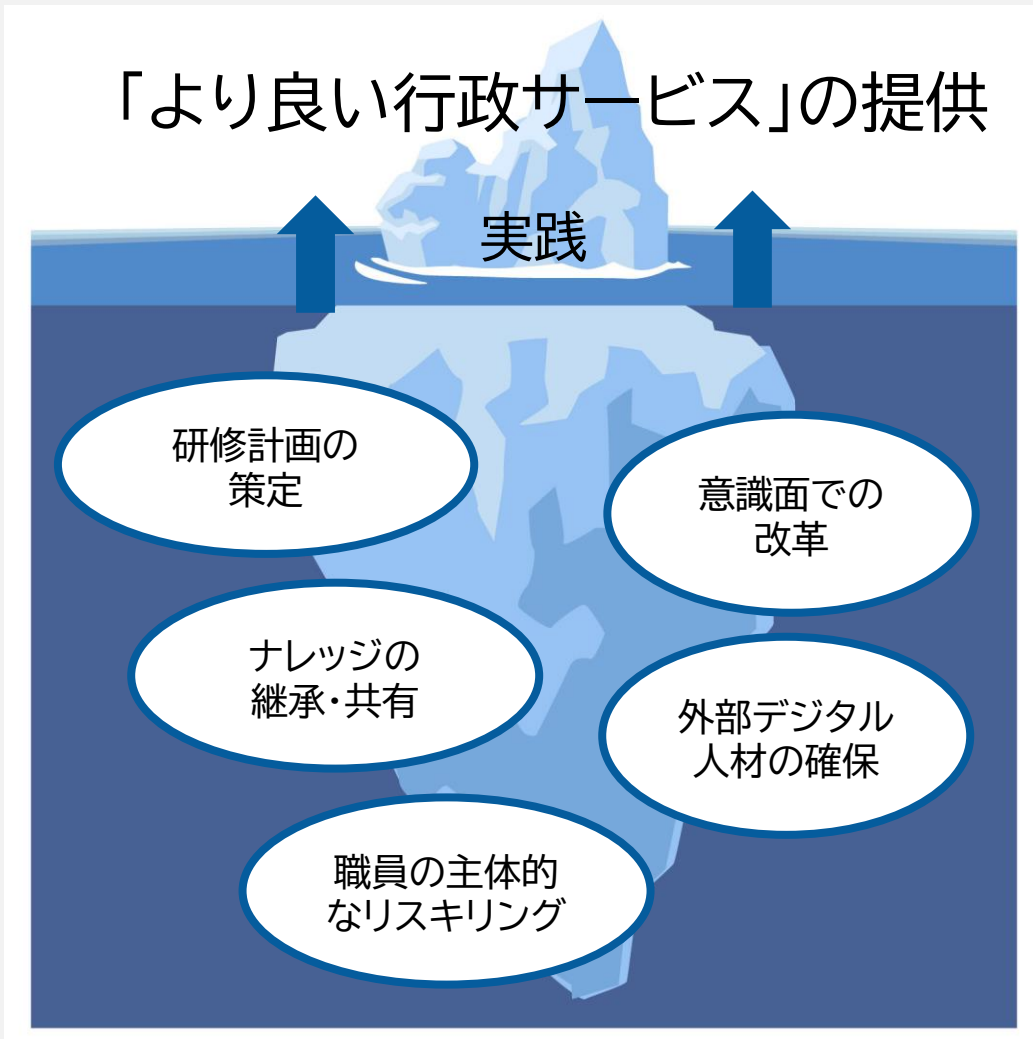 「より良い行政サービス」の提供
実践
研修計画の
策定
意識面での
改革
ナレッジの
継承・共有
外部デジタル
人材の確保
職員の主体的
なリスキリング